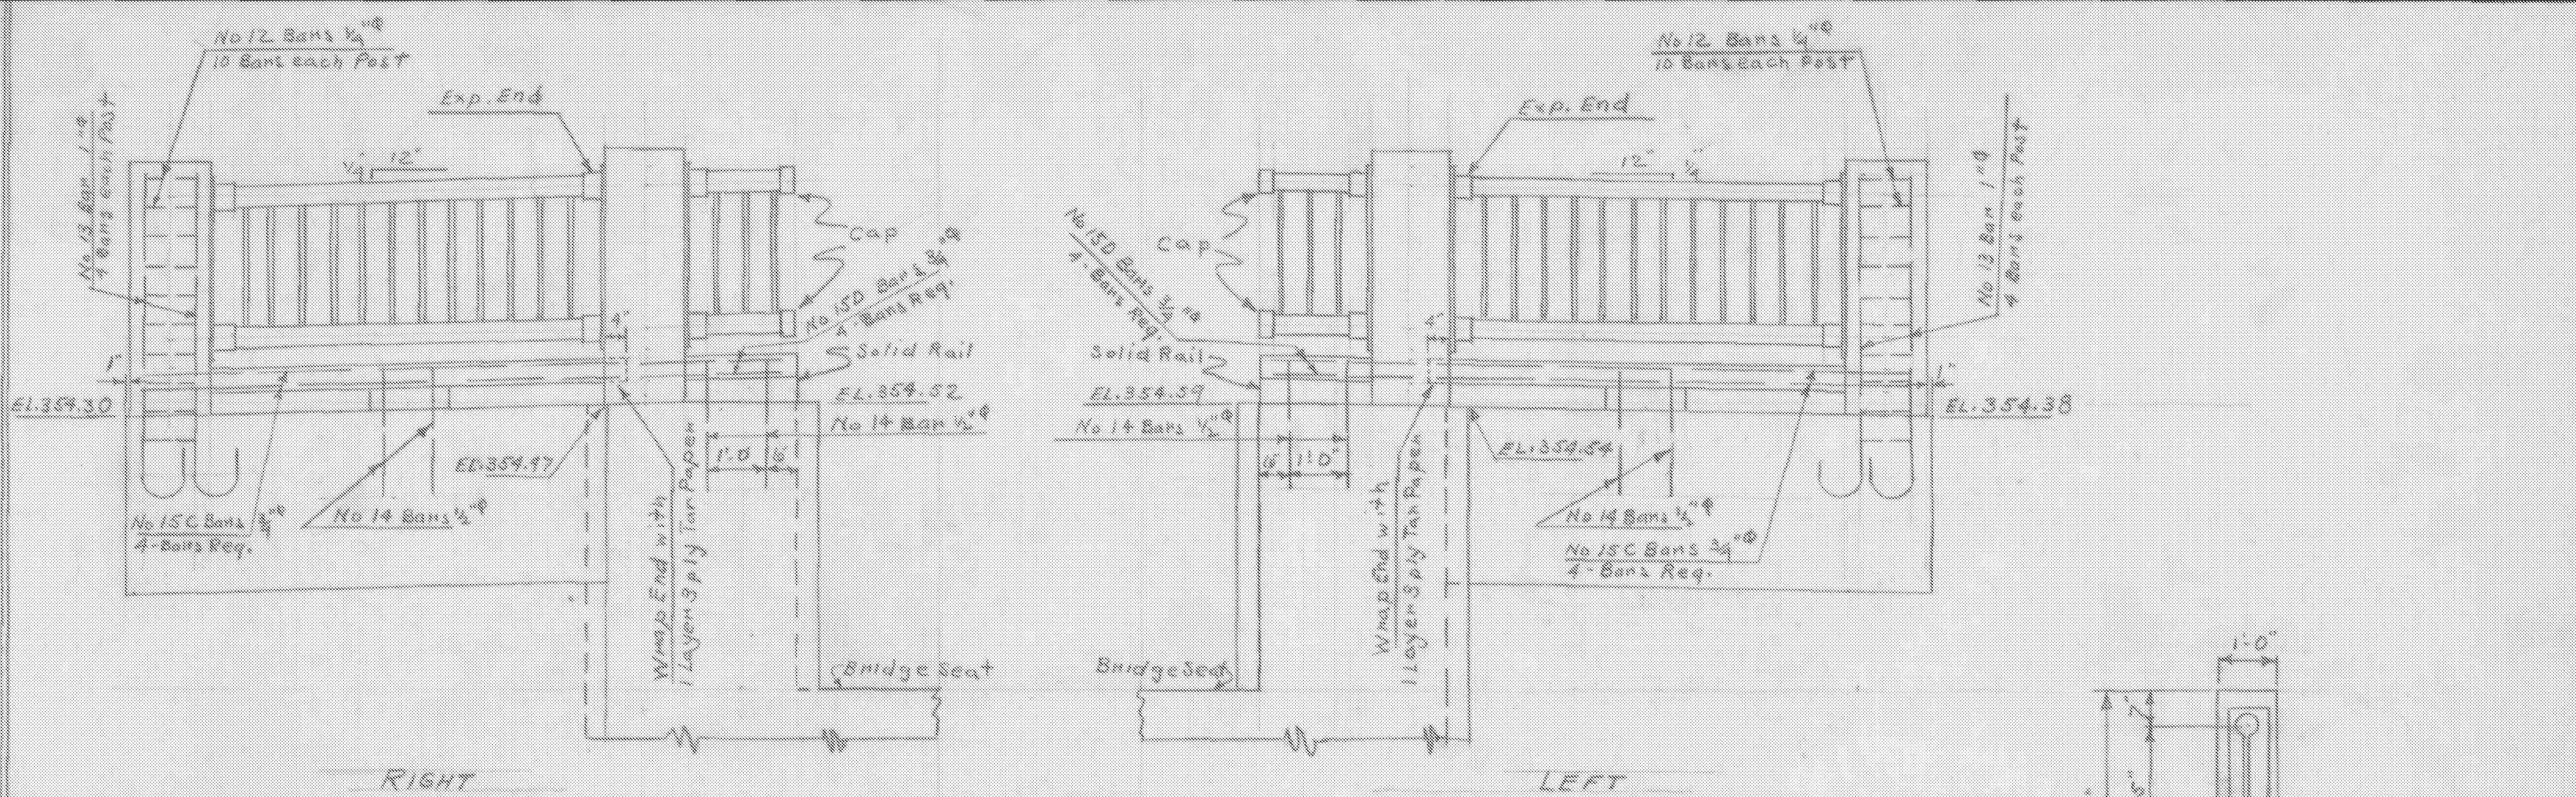 No 12 Bars 1/4"Φ
10 Bars each Post
Exp. End
No 13 Bar 1"Φ
4 Bars each Post
1/4"
12"
Cap
No 15D Bars 3/4"Φ
4-Bars Req.
4"
Solid Rail
1"
EL.354.30
EL.354.52
No 14 Bar 1/2"Φ
EL.354.47
1'-0
6"
No 15C Bars 3/4"Φ
4-Bars Req.
No 14 Bars 1/2"Φ
Wrap End with
1 Layer 3 ply Tar Paper
Bridge Seat
RIGHT
No 12 Bars 1/4"Φ
10 Bars each Post
Exp. End
12"
1/4"
No 13 Bar 1"Φ
4 Bars each Post
Cap
No 15D Bars 3/4"Φ
4-Bars Req.
4"
Solid Rail
1"
EL.354.59
EL.354.38
No 14 Bars 1/2"Φ
EL.354.54
6"
1'-0"
No 14 Bars 1/2"Φ
No 15C Bars 3/4"Φ
4-Bars Req.
Wrap End with
1 Layer 3 ply Tar Paper
Bridge Seat
LEFT
1'-0"
7"